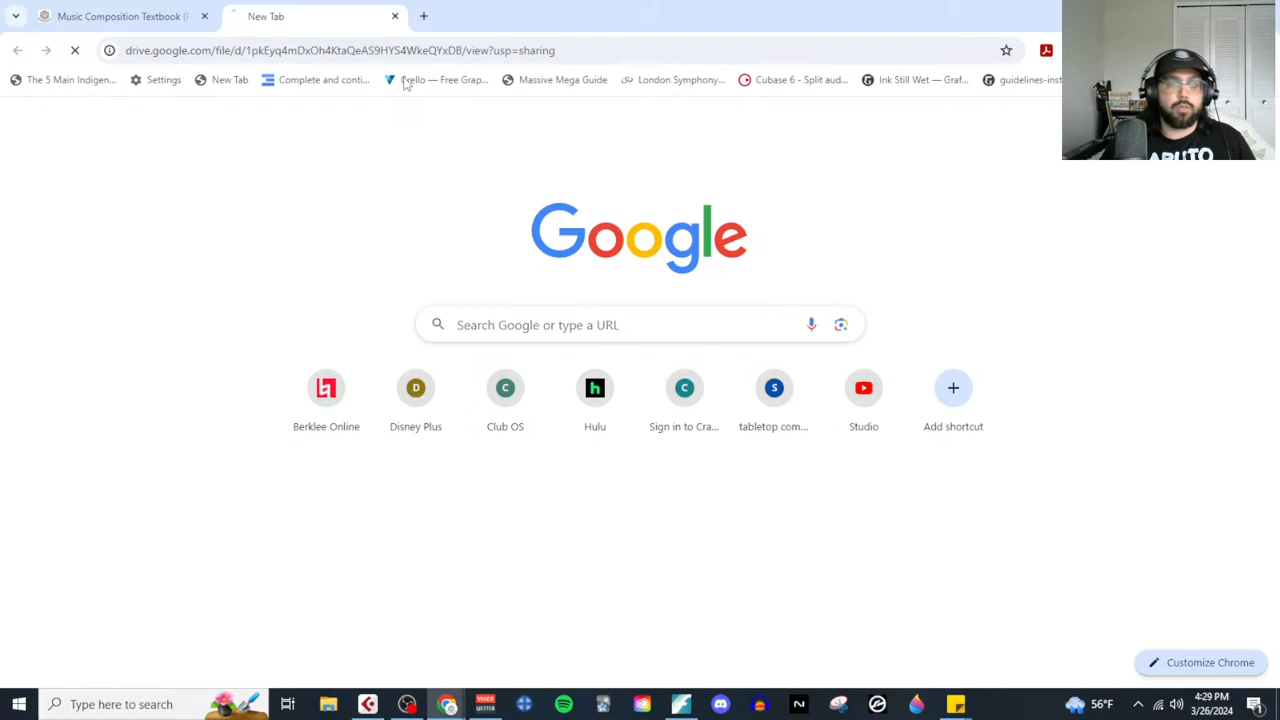 Music Composition Textbook (F
New Tab
drive.google.com/file/d/1pkEyq4mDxOh4KtaQeAS9HYS4WkeQYxDB/view?usp=sharing
The 5 Main Indigen... Settings New Tab Complete and conti... Crello — Free Grap... Massive Mega Guide London Symphony,... Cubase 6 - Split aud... Ink Still Wet — Graf... guidelines-inst
Google
Search Google or type a URL
Berklee Online Disney Plus Club OS Hulu Sign in to Cra... tabletop com... Studio Add shortcut
Customize Chrome
Type here to search
56°F
4:29 PM
3/26/2024